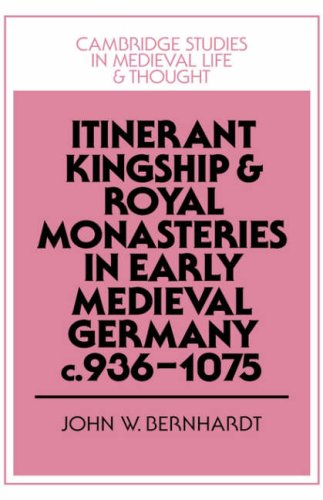 CAMBRIDGE STUDIES
IN MEDIEVAL LIFE
& THOUGHT
ITINERANT
KINGSHIP &
ROYAL
MONASTERIES
IN EARLY
MEDIEVAL
GERMANY
c.936–1075
JOHN W. BERNHARDT